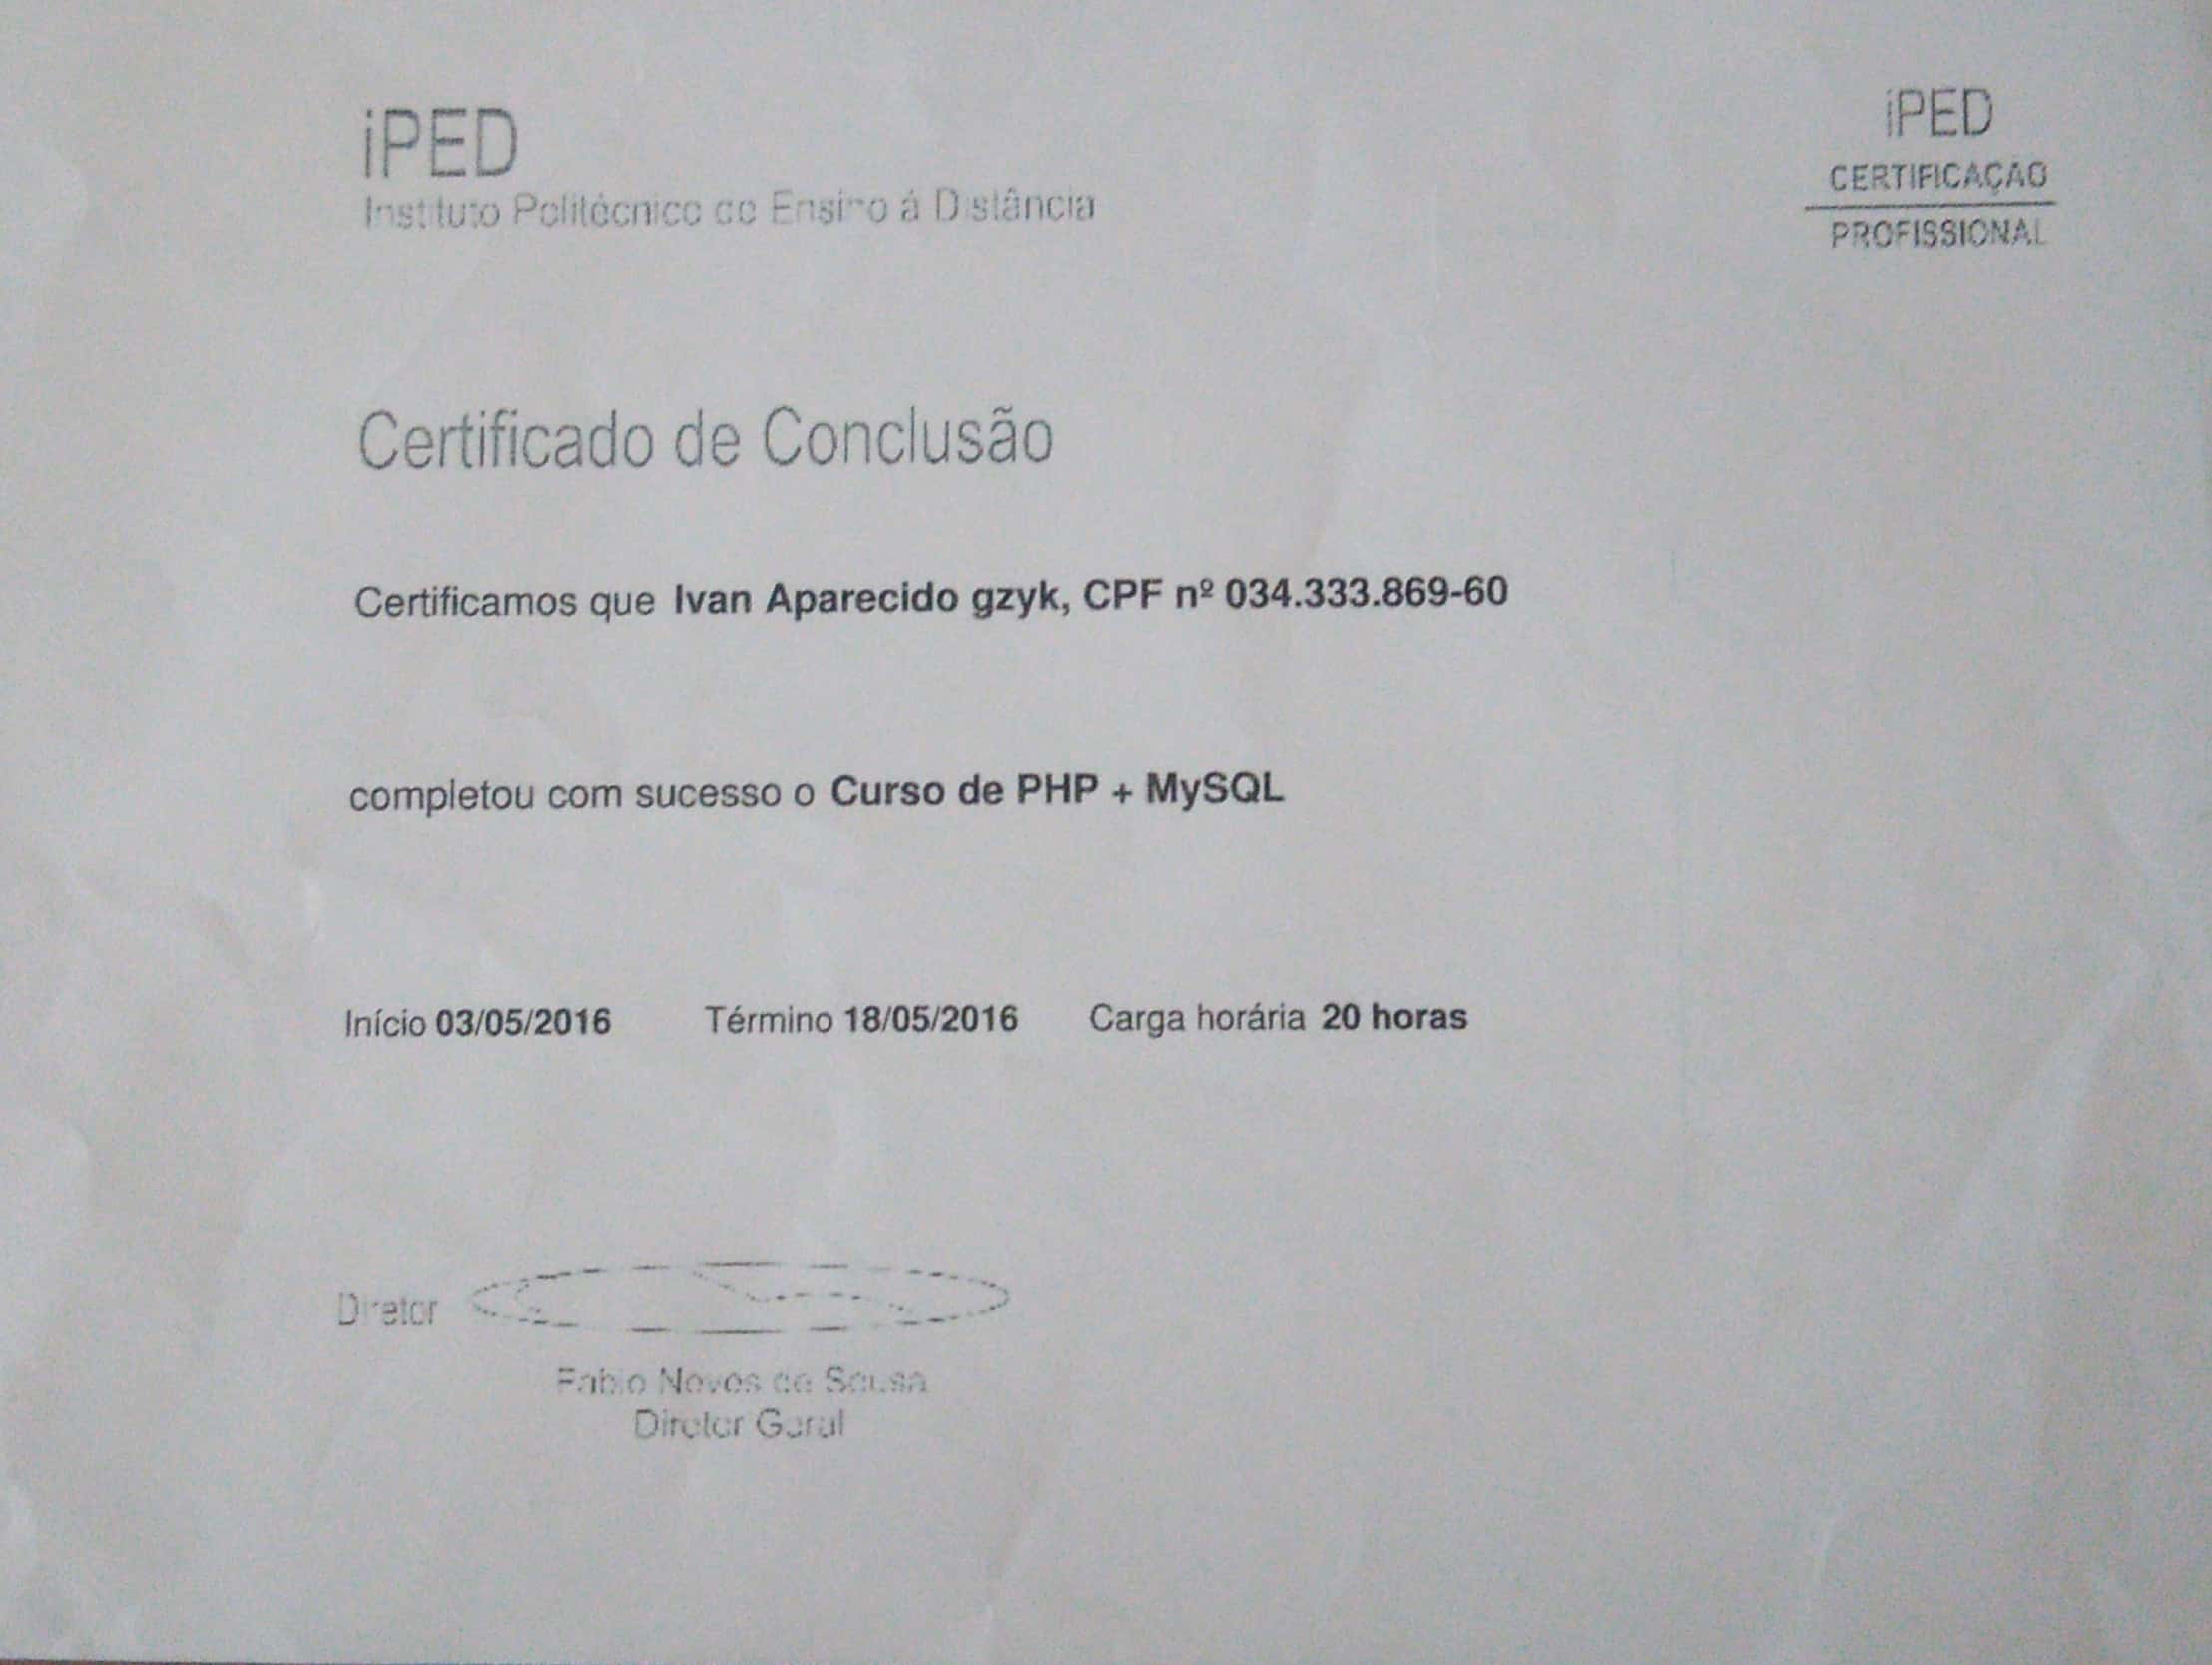 iPED
Instituto Politécnico de Ensino á Distância
iPED
CERTIFICAÇÃO
PROFISSIONAL
Certificado de Conclusão
Certificamos que Ivan Aparecido gzyk, CPF nº 034.333.869-60
completou com sucesso o Curso de PHP + MySQL
Início 03/05/2016 Término 18/05/2016 Carga horária 20 horas
Diretor
Fabio Neves de Sousa
Diretor Geral